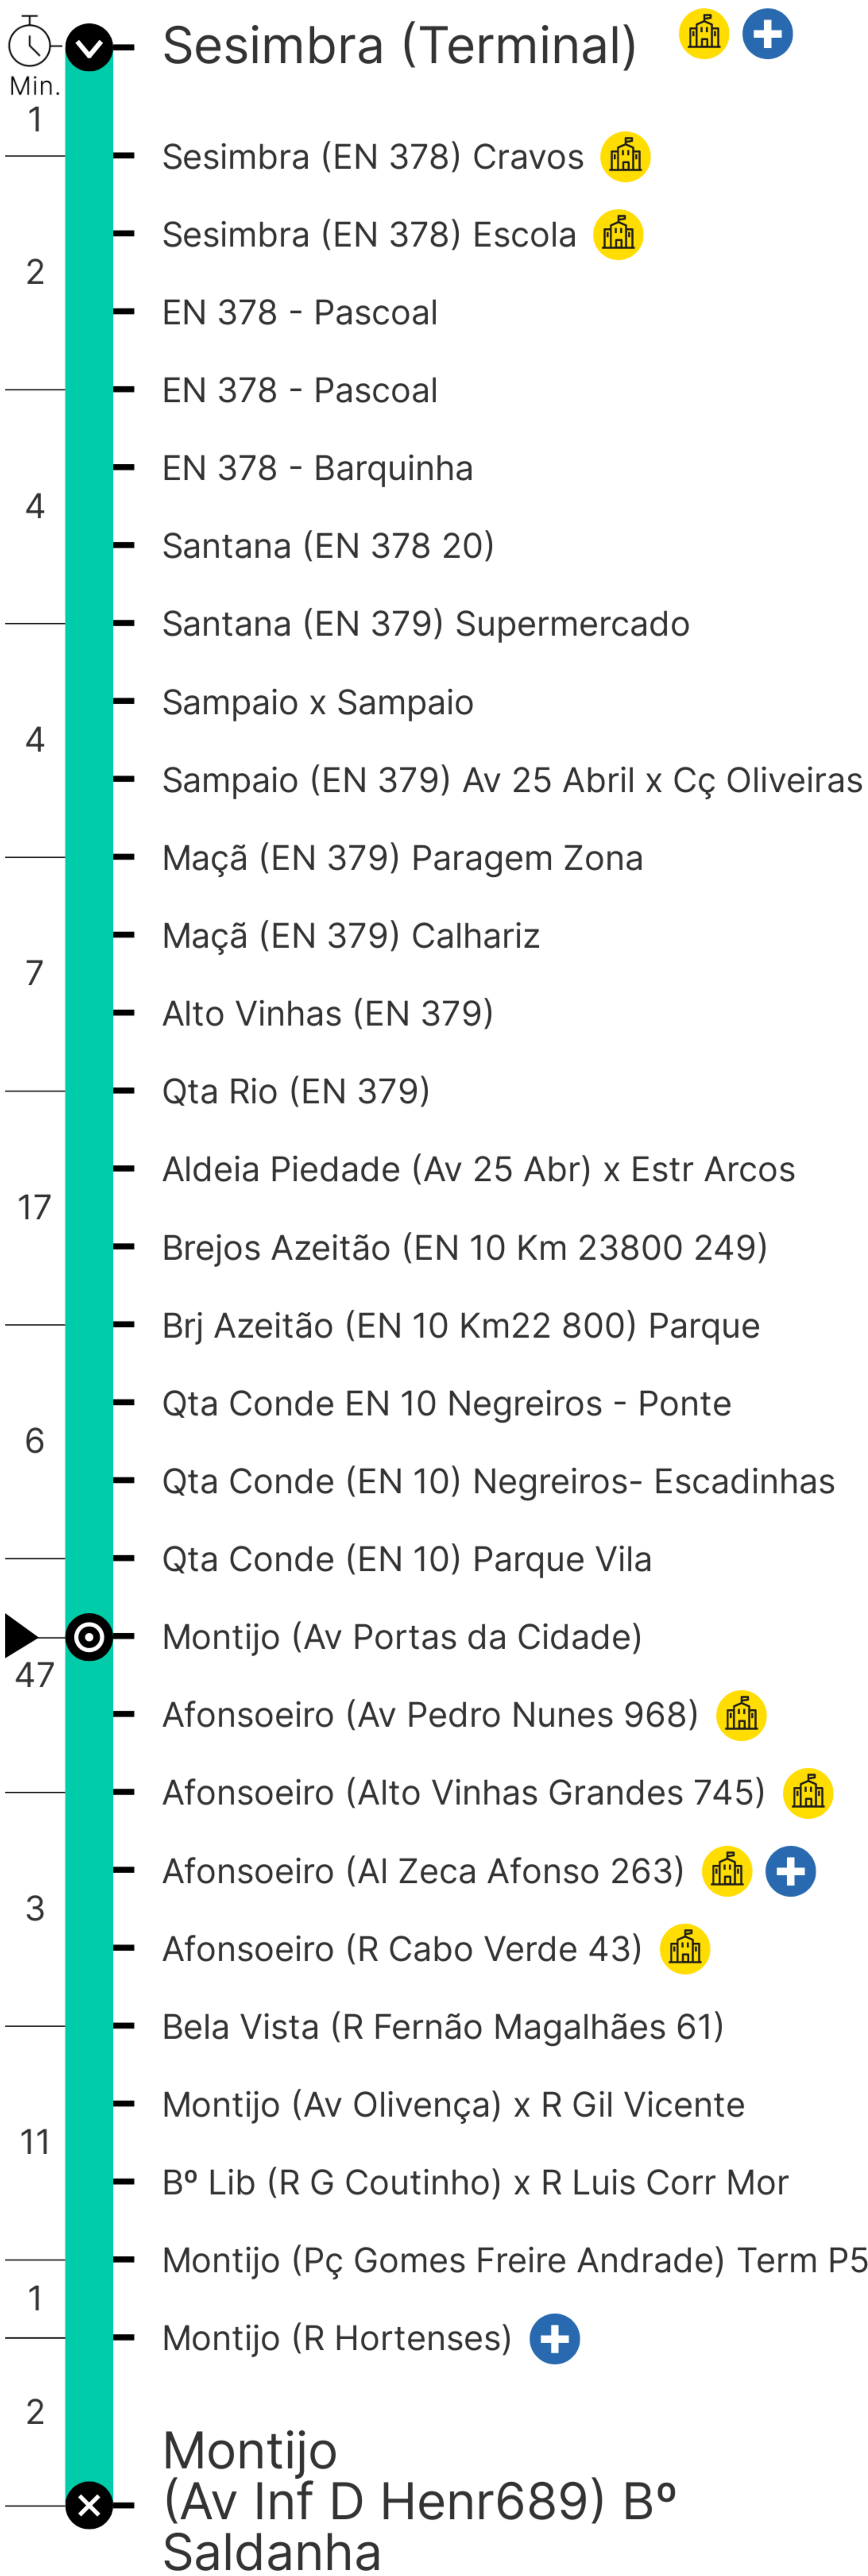 Sesimbra (Terminal)
Min.
1
Sesimbra (EN 378) Cravos
Sesimbra (EN 378) Escola
2
EN 378 - Pascoal
EN 378 - Pascoal
EN 378 - Barquinha
4
Santana (EN 378 20)
Santana (EN 379) Supermercado
Sampaio x Sampaio
4
Sampaio (EN 379) Av 25 Abril x Cç Oliveiras
Maçã (EN 379) Paragem Zona
Maçã (EN 379) Calhariz
7
Alto Vinhas (EN 379)
Qta Rio (EN 379)
Aldeia Piedade (Av 25 Abr) x Estr Arcos
17
Brejos Azeitão (EN 10 Km 23800 249)
Brj Azeitão (EN 10 Km22 800) Parque
Qta Conde EN 10 Negreiros - Ponte
6
Qta Conde (EN 10) Negreiros- Escadinhas
Qta Conde (EN 10) Parque Vila
Montijo (Av Portas da Cidade)
47
Afonsoeiro (Av Pedro Nunes 968)
Afonsoeiro (Alto Vinhas Grandes 745)
Afonsoeiro (Al Zeca Afonso 263)
3
Afonsoeiro (R Cabo Verde 43)
Bela Vista (R Fernão Magalhães 61)
Montijo (Av Olivença) x R Gil Vicente
11
Bº Lib (R G Coutinho) x R Luis Corr Mor
Montijo (Pç Gomes Freire Andrade) Term P5
1
Montijo (R Hortenses)
2
Montijo
(Av Inf D Henr689) Bº
Saldanha